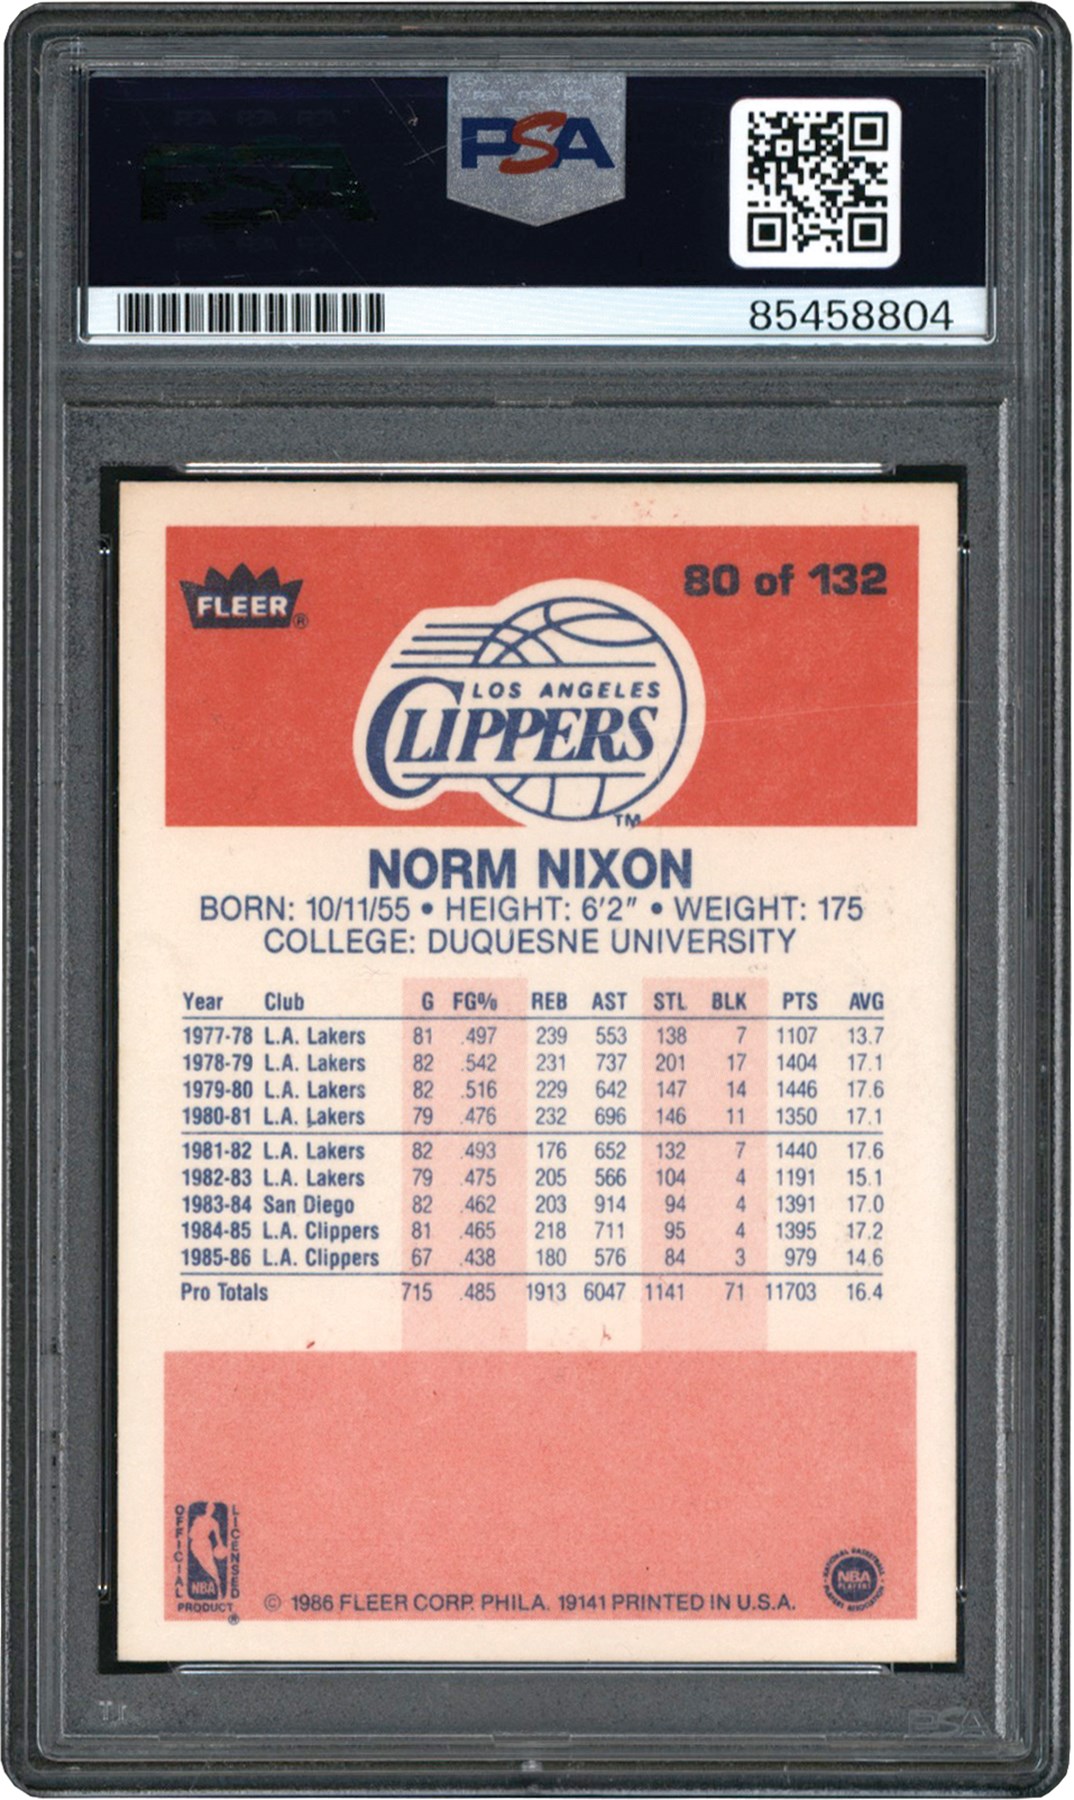 PSA
85458804
FLEER®
80 of 132
LOS ANGELES
CLIPPERS
TM
NORM NIXON
BORN: 10/11/55 • HEIGHT: 6'2" • WEIGHT: 175
COLLEGE: DUQUESNE UNIVERSITY
Year Club G FG% REB AST STL BLK PTS AVG
1977-78 L.A. Lakers 81 .497 239 553 138 7 1107 13.7
1978-79 L.A. Lakers 82 .542 231 737 201 17 1404 17.1
1979-80 L.A. Lakers 82 .516 229 642 147 14 1446 17.6
1980-81 L.A. Lakers 79 .476 232 696 146 11 1350 17.1
1981-82 L.A. Lakers 82 .493 176 652 132 7 1440 17.6
1982-83 L.A. Lakers 79 .475 205 566 104 4 1191 15.1
1983-84 San Diego 82 .462 203 914 94 4 1391 17.0
1984-85 L.A. Clippers 81 .465 218 711 95 4 1395 17.2
1985-86 L.A. Clippers 67 .438 180 576 84 3 979 14.6
Pro Totals 715 .485 1913 6047 1141 71 11703 16.4
OFFICIAL LICENSED
NBA
PRODUCT ®
© 1986 FLEER CORP. PHILA. 19141 PRINTED IN U.S.A.
NATIONAL BASKETBALL
NBA
PLAYERS
PLAYERS ASSOCIATION
PSA